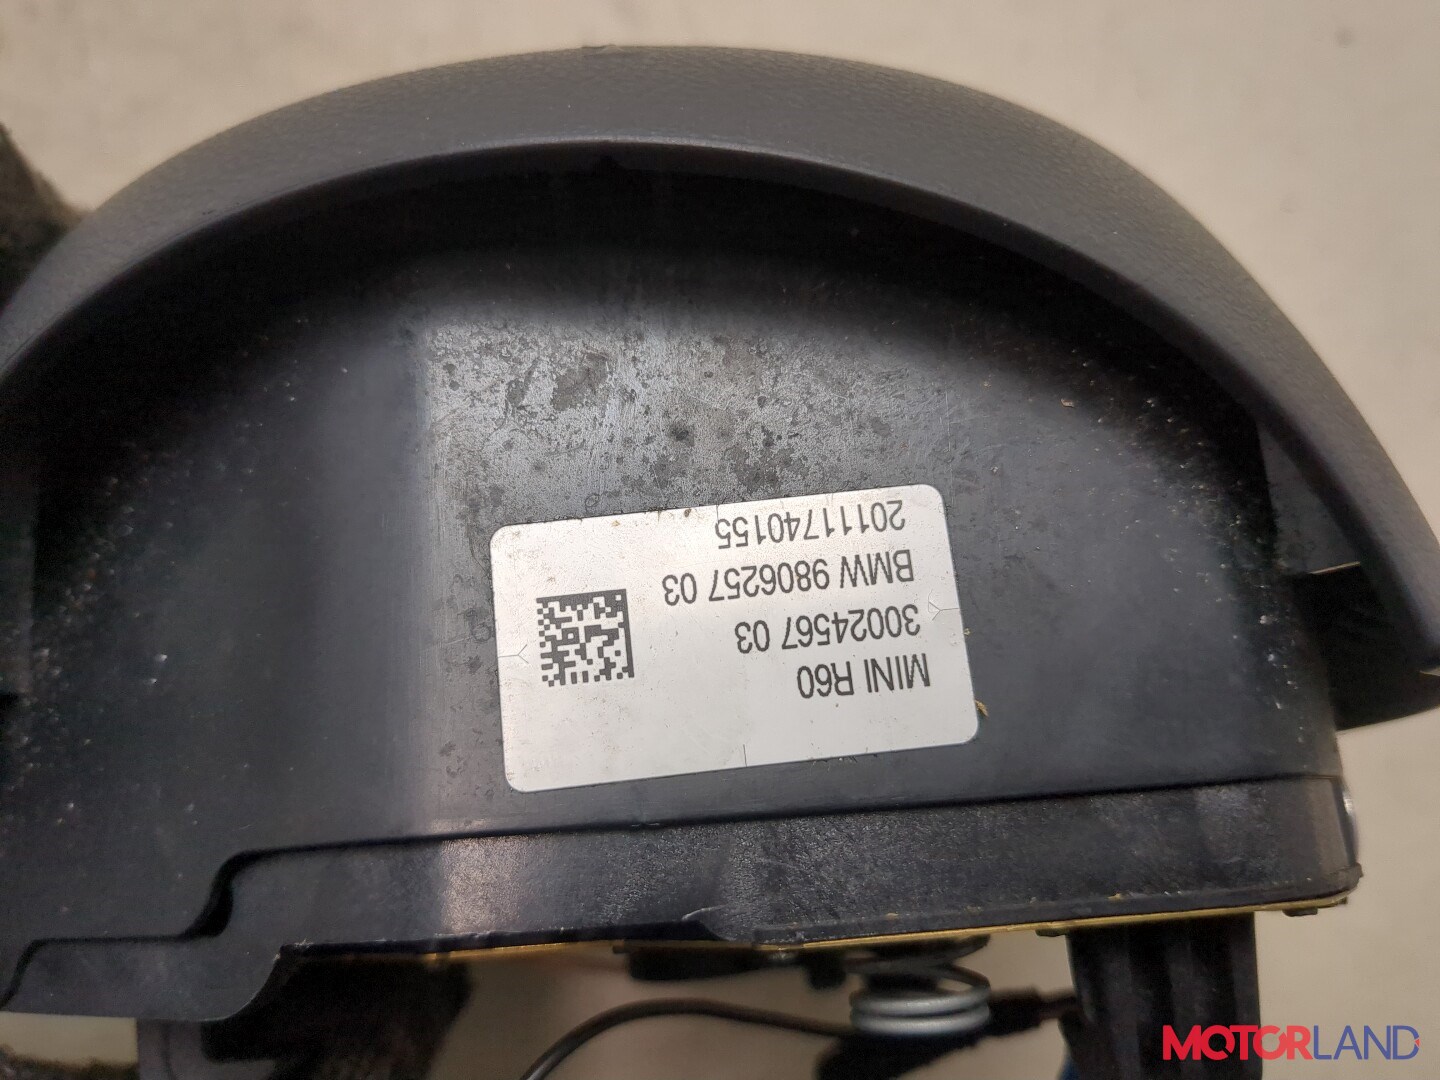 MINI R60
30024567 03
BMW 9806257 03
20111740155
MOTORLAND